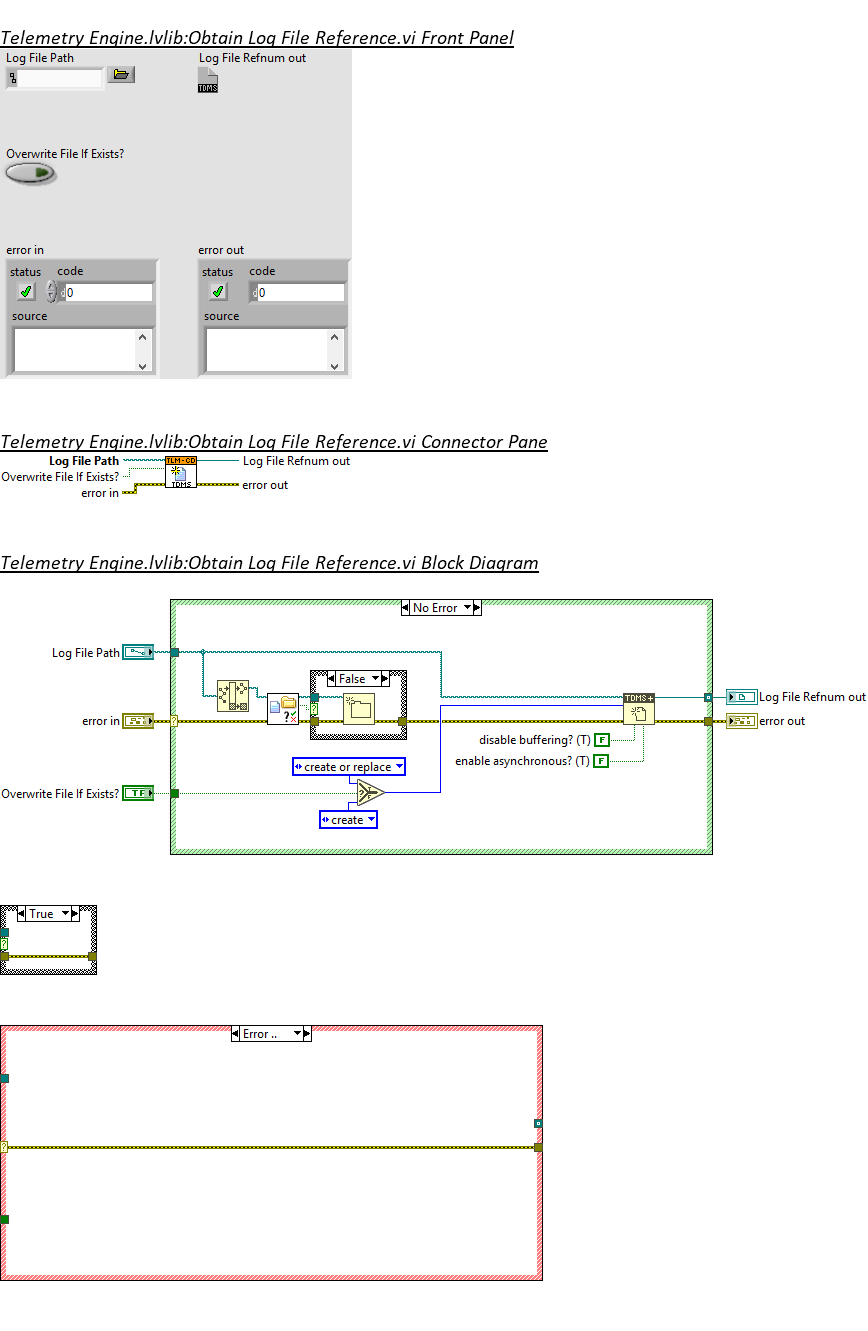 Telemetry Engine.lvlib:Obtain Log File Reference.vi Front Panel
Log File Path
Log File Refnum out
TDMS
Overwrite File If Exists?
error in
error out
status
code
status
code
d 0
d 0
source
source
Telemetry Engine.lvlib:Obtain Log File Reference.vi Connector Pane
Log File Path
TLM-CD
Log File Refnum out
Overwrite File If Exists?
TDMS
error out
error in
Telemetry Engine.lvlib:Obtain Log File Reference.vi Block Diagram
No Error
Log File Path
False
TDMS+
Log File Refnum out
error in
?
?
error out
disable buffering? (T)
F
enable asynchronous? (T)
F
create or replace
Overwrite File If Exists?
TF
?
T
F
create
True
?
Error ..
?